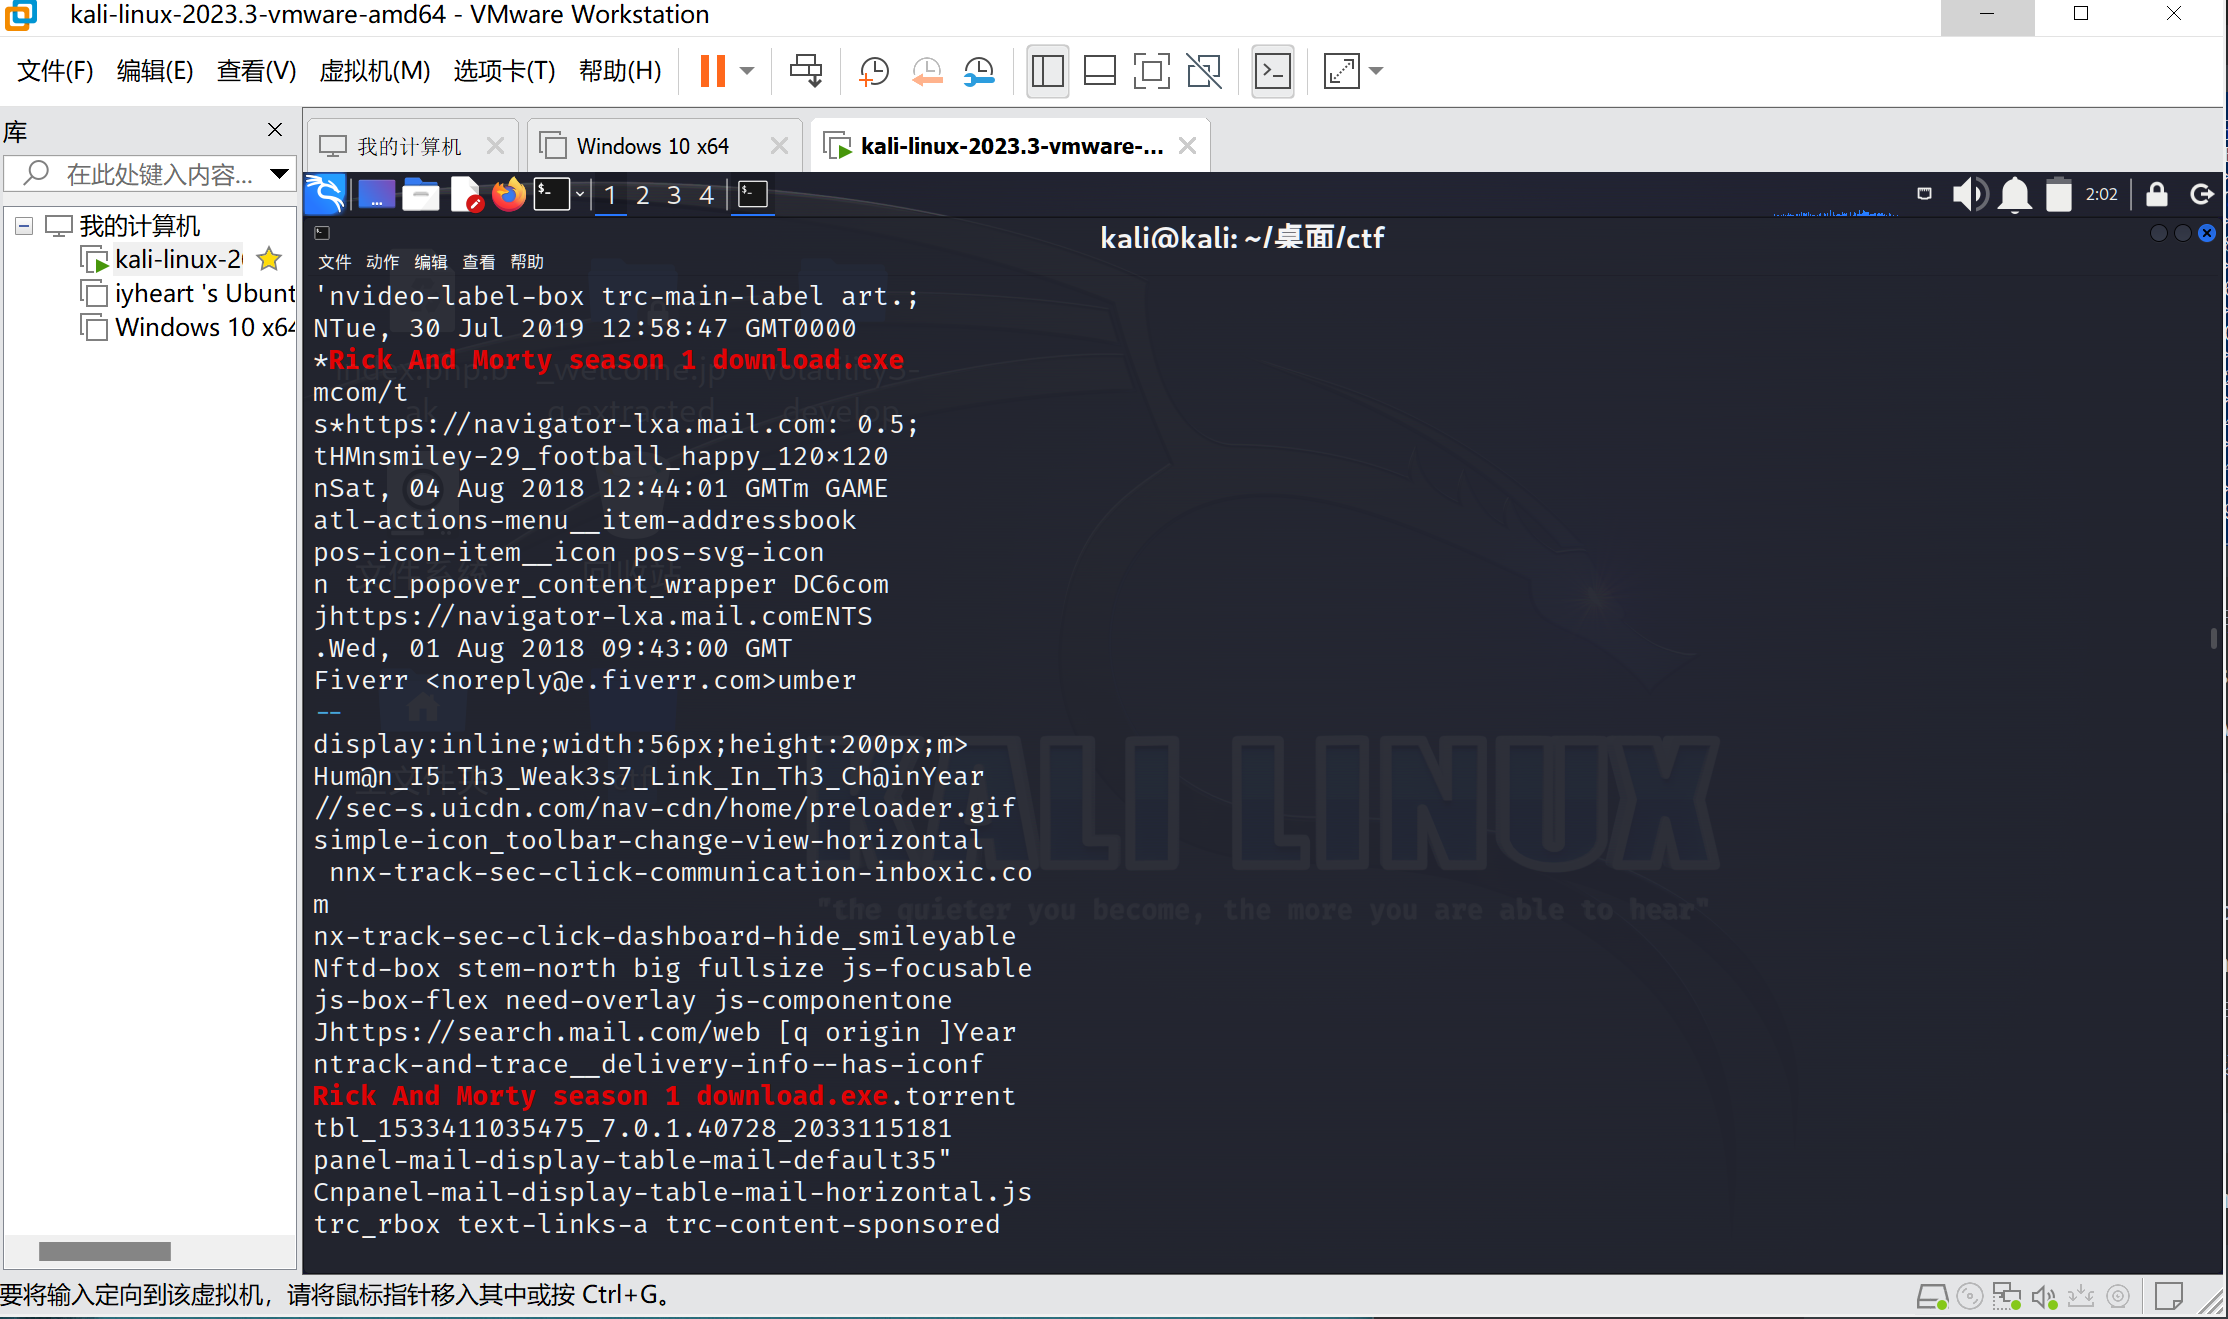 kali-linux-2023.3-vmware-amd64 - VMware Workstation
文件(F) 编辑(E) 查看(V) 虚拟机(M) 选项卡(T) 帮助(H)
库
在此处键入内容...
我的计算机
kali-linux-20
iyheart 's Ubunt
Windows 10 x64
我的计算机
Windows 10 x64
kali-linux-2023.3-vmware-...
1 2 3 4
2:02
kali@kali: ~/桌面/ctf
文件 动作 编辑 查看 帮助
'nvideo-label-box trc-main-label art.;
NTue, 30 Jul 2019 12:58:47 GMT0000
*Rick And Morty season 1 download.exe
mcom/t
s*https://navigator-lxa.mail.com: 0.5;
tHMnsmiley-29_football_happy_120×120
nSat, 04 Aug 2018 12:44:01 GMTm GAME
atl-actions-menu__item-addressbook
pos-icon-item__icon pos-svg-icon
n trc_popover_content_wrapper DC6com
jhttps://navigator-lxa.mail.comENTS
.Wed, 01 Aug 2018 09:43:00 GMT
Fiverr <noreply@e.fiverr.com>umber
--
display:inline;width:56px;height:200px;m>
Hum@n_I5_Th3_Weak3s7_Link_In_Th3_Ch@inYear
//sec-s.uicdn.com/nav-cdn/home/preloader.gif
simple-icon_toolbar-change-view-horizontal
nnx-track-sec-click-communication-inboxic.co
m
nx-track-sec-click-dashboard-hide_smileyable
Nftd-box stem-north big fullsize js-focusable
js-box-flex need-overlay js-componentone
Jhttps://search.mail.com/web [q origin ]Year
ntrack-and-trace__delivery-info--has-iconf
Rick And Morty season 1 download.exe.torrent
tbl_1533411035475_7.0.1.40728_2033115181
panel-mail-display-table-mail-default35"
Cnpanel-mail-display-table-mail-horizontal.js
trc_rbox text-links-a trc-content-sponsored
KALI LINUX
"the quieter you become, the more you are able to hear"
要将输入定向到该虚拟机，请将鼠标指针移入其中或按 Ctrl+G。